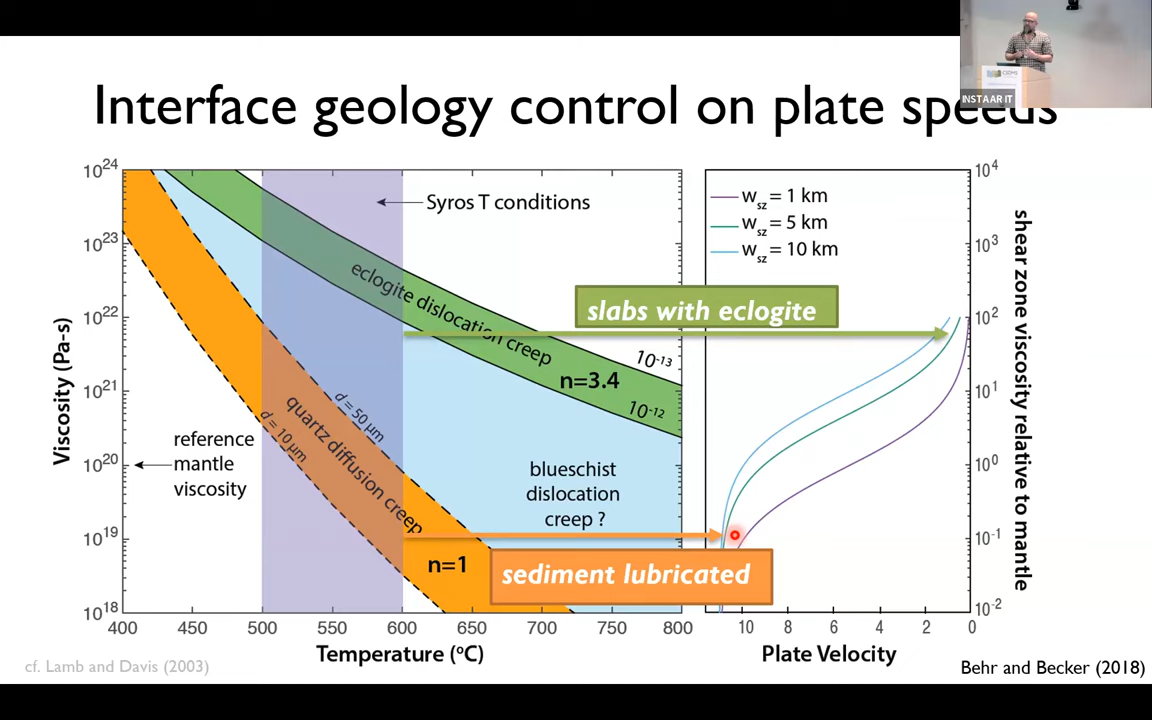 Interface geology control on plate speeds
INSTAAR IT
10²⁴
10²³
10²²
10²¹
10²⁰
10¹⁹
10¹⁸
Viscosity (Pa-s)
400 450 500 550 600 650 700 750 800
Temperature (°C)
Syros T conditions
eclogite dislocation creep
n=3.4
10⁻¹³
10⁻¹²
quartz diffusion creep
d = 50 μm
d = 10 μm
n=1
reference
mantle
viscosity
blueschist
dislocation
creep ?
slabs with eclogite
sediment lubricated
w_sz = 1 km
w_sz = 5 km
w_sz = 10 km
10⁴
10³
10²
10¹
10⁰
10⁻¹
10⁻²
shear zone viscosity relative to mantle
10 8 6 4 2 0
Plate Velocity
cf. Lamb and Davis (2003)
Behr and Becker (2018)